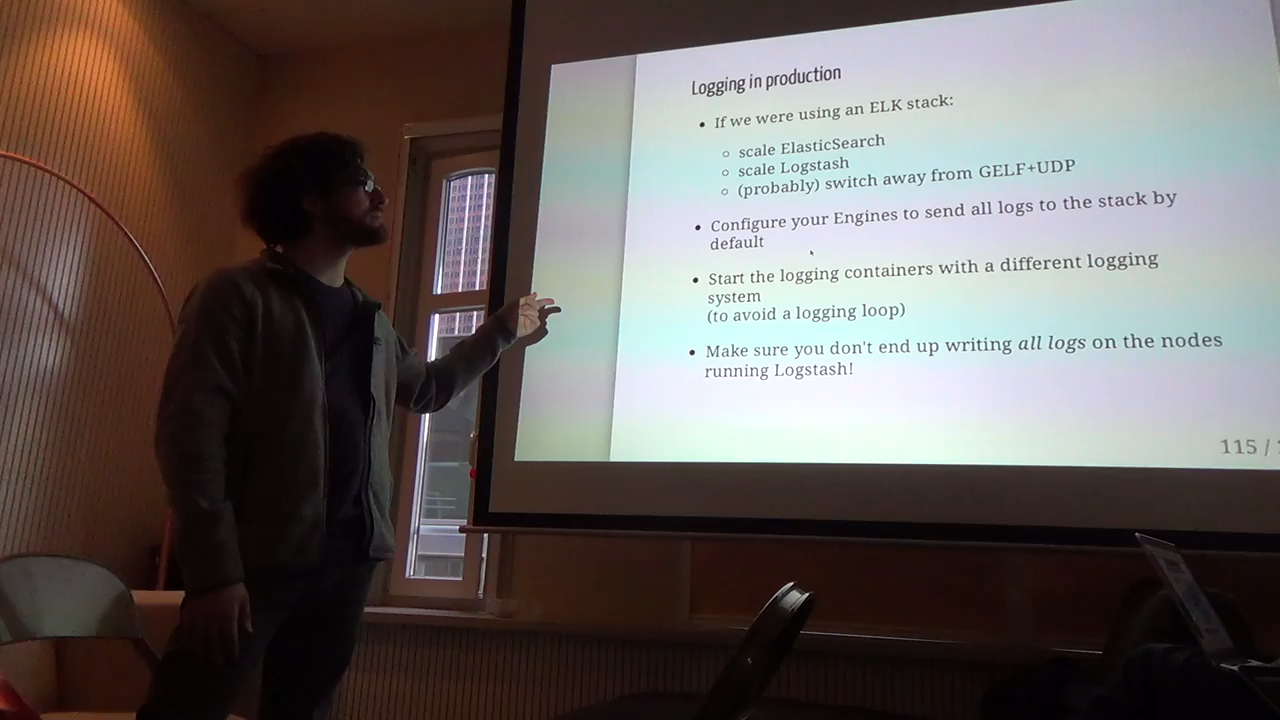 Logging in production
• If we were using an ELK stack:
○ scale ElasticSearch
○ scale Logstash
○ (probably) switch away from GELF+UDP
• Configure your Engines to send all logs to the stack by
default
• Start the logging containers with a different logging
system
(to avoid a logging loop)
• Make sure you don't end up writing all logs on the nodes
running Logstash!
115 /